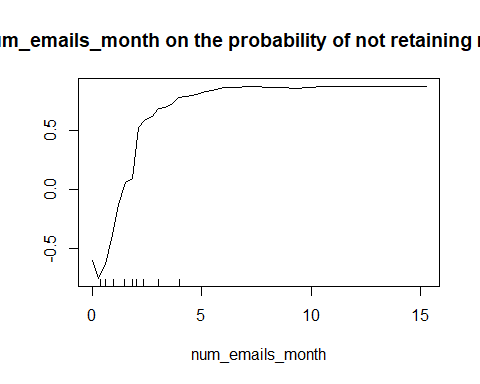 um_emails_month on the probability of not retaining
0.5
0.0
-0.5
0 5 10 15
num_emails_month